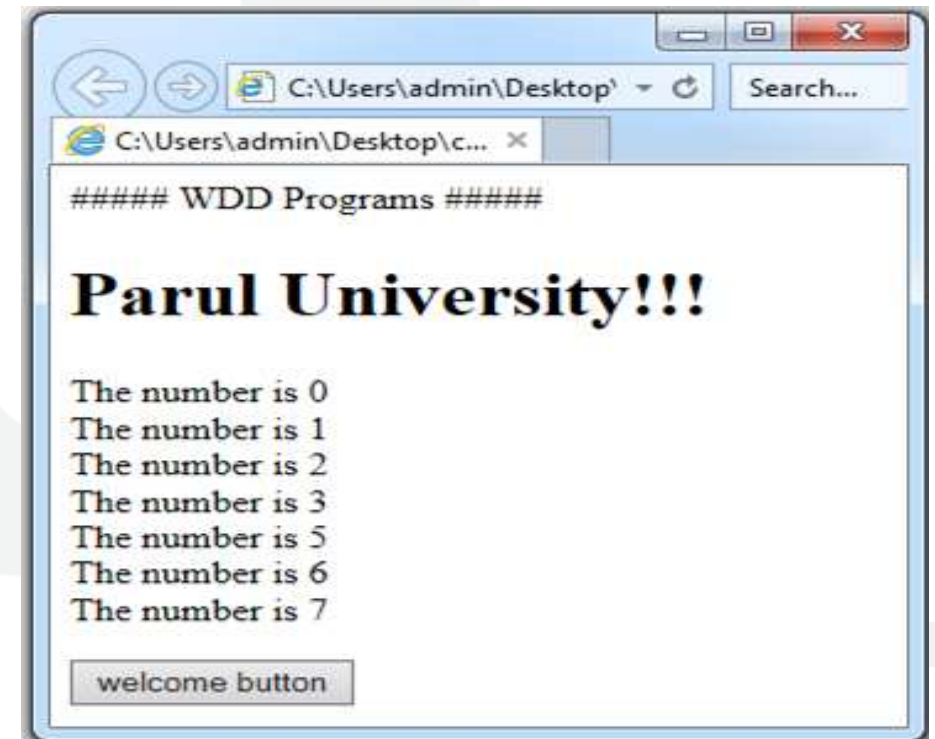 C:\Users\admin\Desktop\
Search...
C:\Users\admin\Desktop\c...
##### WDD Programs #####
Parul University!!!
The number is 0
The number is 1
The number is 2
The number is 3
The number is 5
The number is 6
The number is 7
welcome button